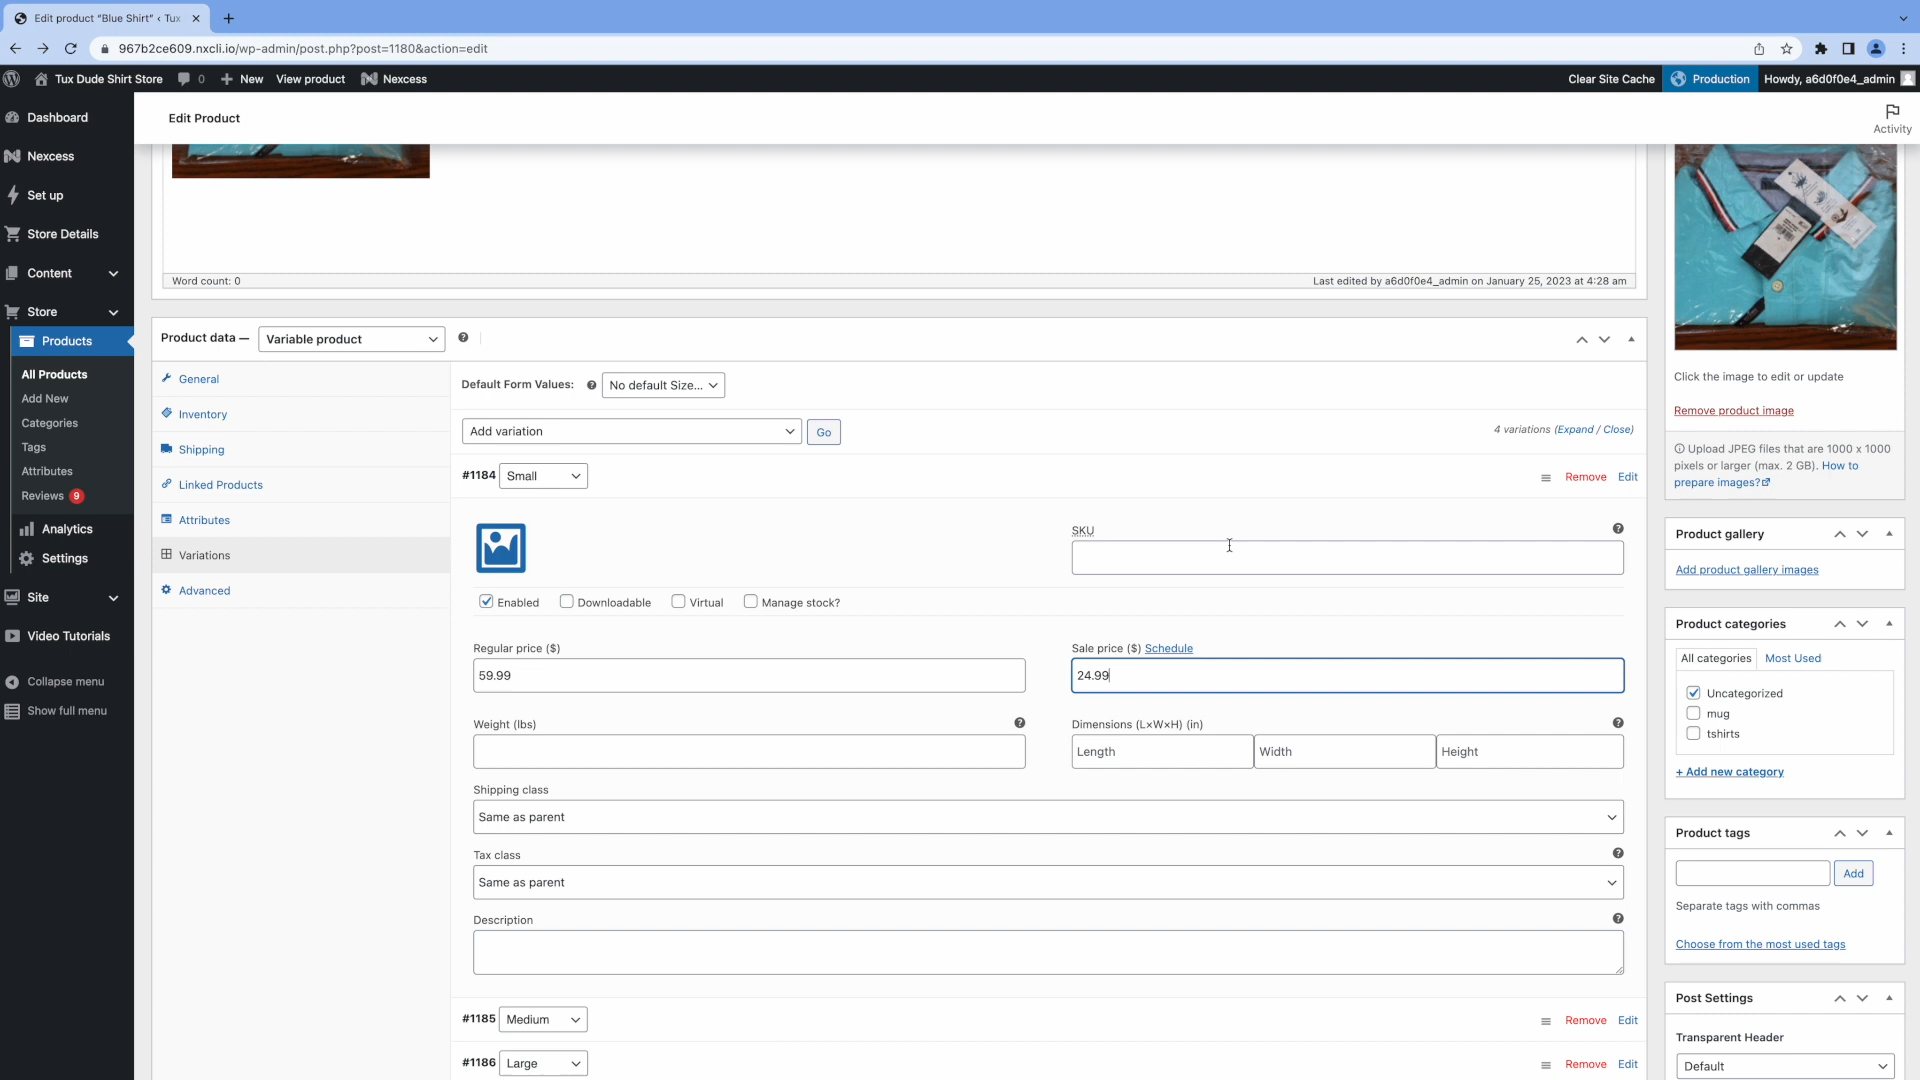 Edit product “Blue Shirt” ‹ Tux
967b2ce609.nxcli.io/wp-admin/post.php?post=1180&action=edit
Tux Dude Shirt Store 0 New View product Nexcess Clear Site Cache Production Howdy, a6d0f0e4_admin
Edit Product
Activity
Dashboard
Nexcess
Set up
Store Details
Content
Store
Products
All Products
Add New
Categories
Tags
Attributes
Reviews 9
Analytics
Settings
Site
Video Tutorials
Collapse menu
Show full menu
Word count: 0 Last edited by a6d0f0e4_admin on January 25, 2023 at 4:28 am
Product data — Variable product
General
Inventory
Shipping
Linked Products
Attributes
Variations
Advanced
Default Form Values: No default Size...
Add variation Go 4 variations (Expand / Close)
#1184 Small Remove Edit
SKU
Enabled Downloadable Virtual Manage stock?
Regular price ($) Sale price ($) Schedule
59.99 24.99
Weight (lbs) Dimensions (L×W×H) (in)
Length Width Height
Shipping class
Same as parent
Tax class
Same as parent
Description
#1185 Medium Remove Edit
#1186 Large Remove Edit
Click the image to edit or update
Remove product image
Upload JPEG files that are 1000 x 1000
pixels or larger (max. 2 GB). How to
prepare images?
Product gallery
Add product gallery images
Product categories
All categories Most Used
Uncategorized
mug
tshirts
+ Add new category
Product tags
Add
Separate tags with commas
Choose from the most used tags
Post Settings
Transparent Header
Default